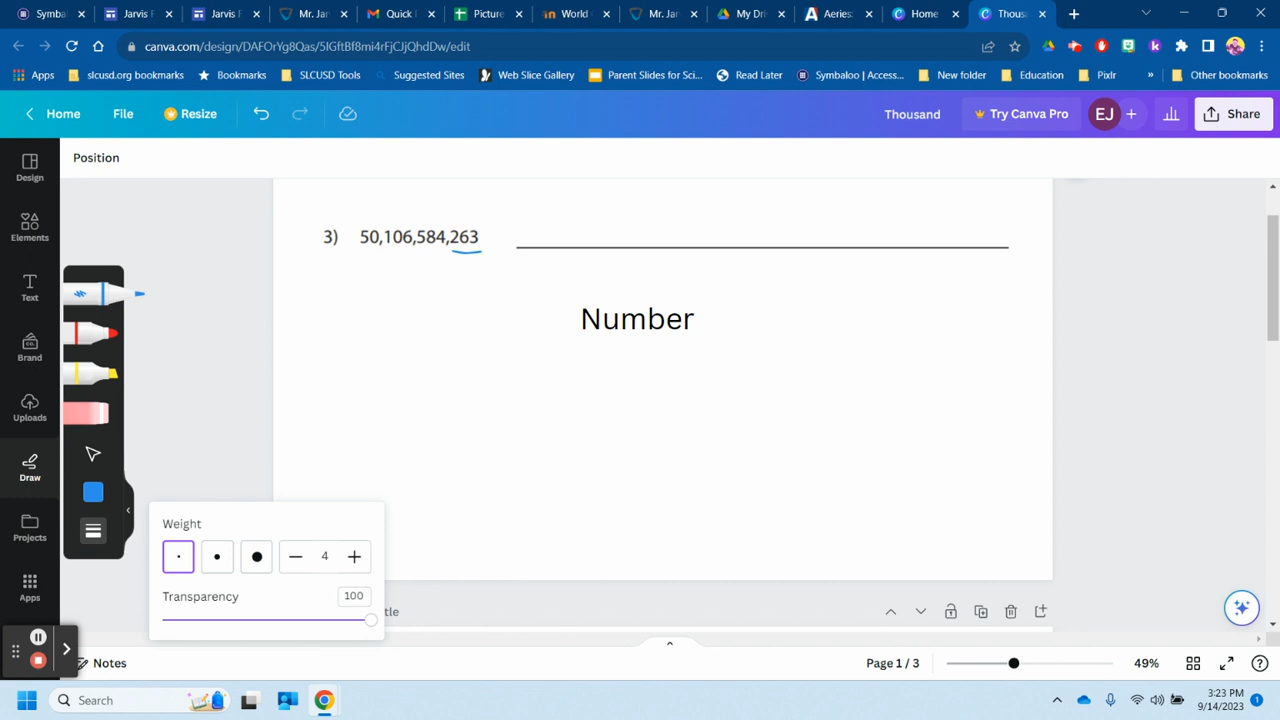 Symbal
Jarvis F
Jarvis F
Mr. Jar
Quick I
Picture
World
Mr. Jar
My Dri
Aeries:
Home
Thous
canva.com/design/DAFOrYg8Qas/5IGftBf8mi4rFjCJjQhdDw/edit
Apps
slcusd.org bookmarks
Bookmarks
SLCUSD Tools
Suggested Sites
Web Slice Gallery
Parent Slides for Sci...
Read Later
Symbaloo | Access...
New folder
Education
Pixlr
»
Other bookmarks
Home
File
Resize
Thousand
Try Canva Pro
EJ
Share
Position
Design
Elements
Text
Brand
Uploads
Draw
Projects
Apps
3) 50,106,584,263
Number
Weight
4
Transparency
100
tle
Notes
Page 1 / 3
49%
Search
3:23 PM
9/14/2023
1